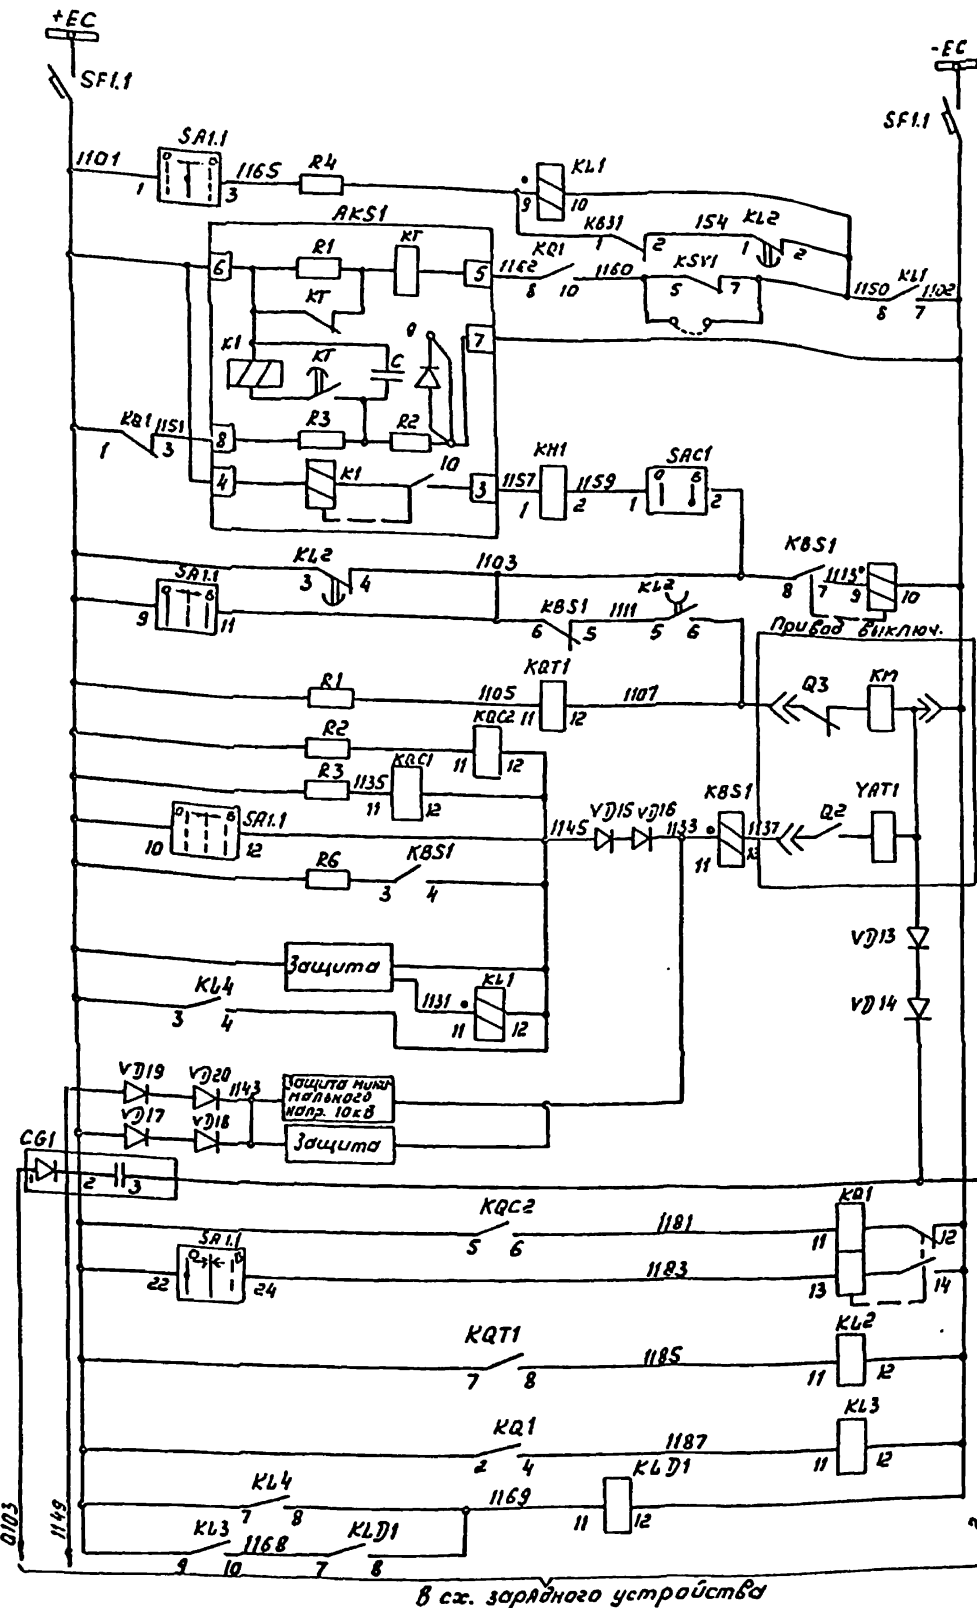 +EC
-EC
SF1.1
SF1.1
SA1.1
1101
1
3
1165
R4
KL1
9
10
AKS1
KBS1
1
2
154
KL2
1
2
6
R1
KT
5
1162
KQ1
8
10
1160
KSV1
5
7
1150
KL1
8
7
1102
KT
7
K1
KT
C
KQ1
1
1151
3
8
R3
R2
10
4
K1
3
1157
KH1
1
2
1159
SAC1
O
B
1
2
KL2
3
4
1103
KBS1
8
7
1113
9
10
SA1.1
O
B
9
11
KBS1
6
5
1111
KL2
5
6
Привод выключ.
R1
1105
KQT1
11
12
1107
Q3
KM
R2
KQC2
11
12
R3
1135
KQC1
11
12
SA1.1
O
B
10
12
1145
VD15
VD16
1133
KBS1
11
13
1137
Q2
YAT1
R6
KBS1
3
4
VD13
Защита
KL4
3
4
1131
KL1
11
12
VD14
VD19
VD20
1143
Защита мини-
мального
напр. 10кВ
VD17
VD18
Защита
CG1
1
2
3
KQC2
5
6
1181
KQ1
11
12
SA1.1
O
B
22
24
1183
13
14
KQT1
7
8
1185
KL2
11
12
KQ1
2
4
1187
KL3
11
12
KL4
7
8
1169
KLD1
11
12
KL3
9
10
1168
KLD1
7
8
0103
1149
В сх. зарядного устройства